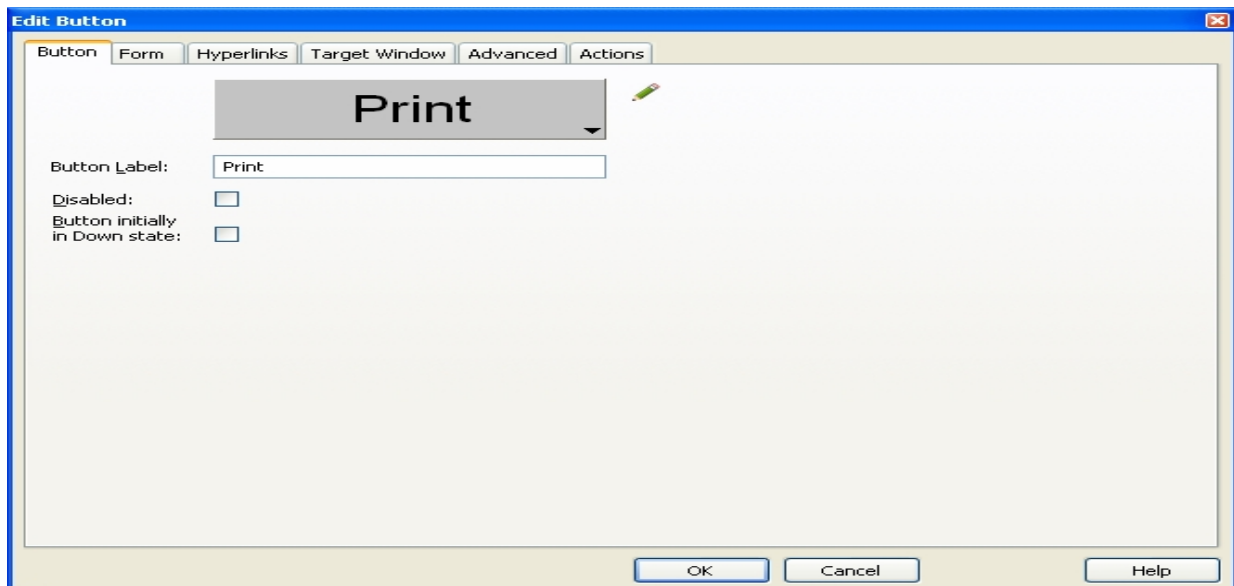 Edit Button
Button Form Hyperlinks Target Window Advanced Actions
Print
Button Label: Print
Disabled:
Button initially
in Down state:
OK Cancel Help